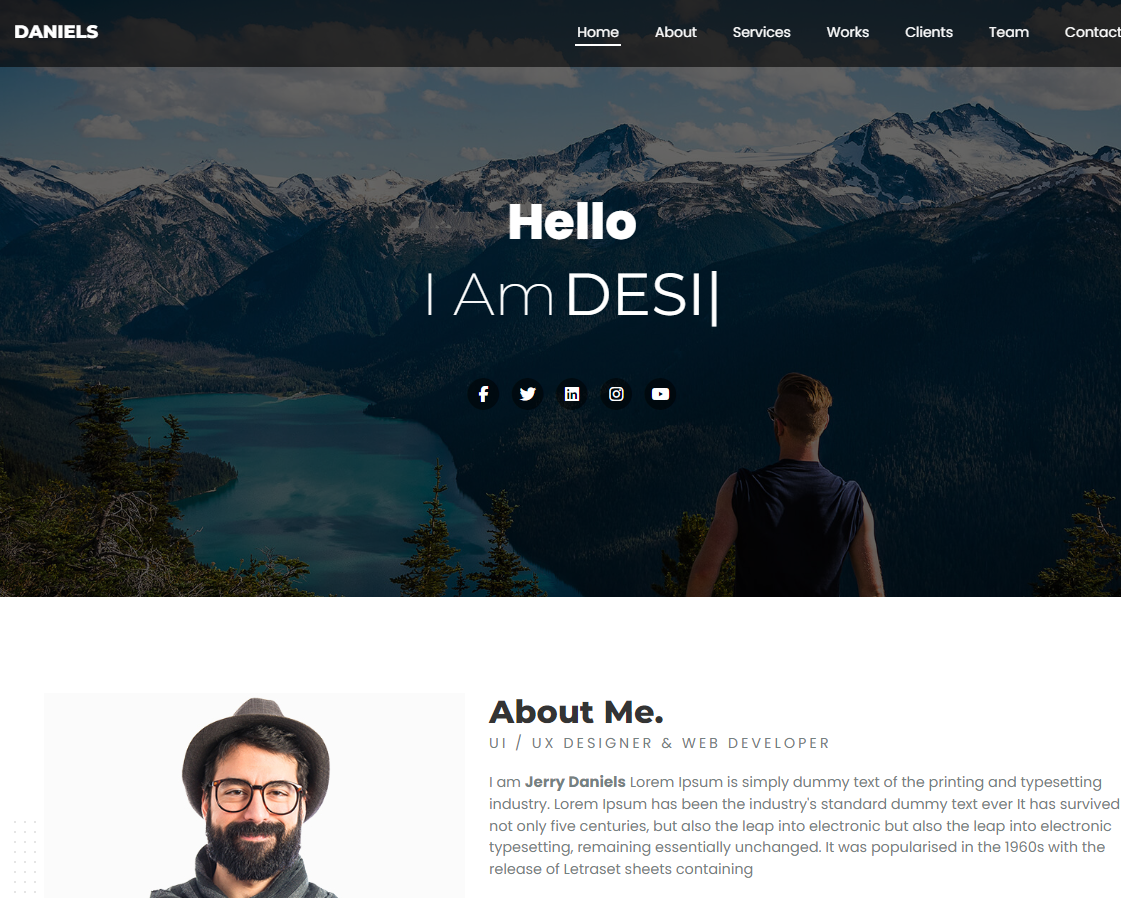 DANIELS
Home About Services Works Clients Team Contact
Hello
I Am DESI|
About Me.
UI / UX DESIGNER & WEB DEVELOPER
I am Jerry Daniels Lorem Ipsum is simply dummy text of the printing and typesetting
industry. Lorem Ipsum has been the industry's standard dummy text ever It has survived
not only five centuries, but also the leap into electronic but also the leap into electronic
typesetting, remaining essentially unchanged. It was popularised in the 1960s with the
release of Letraset sheets containing